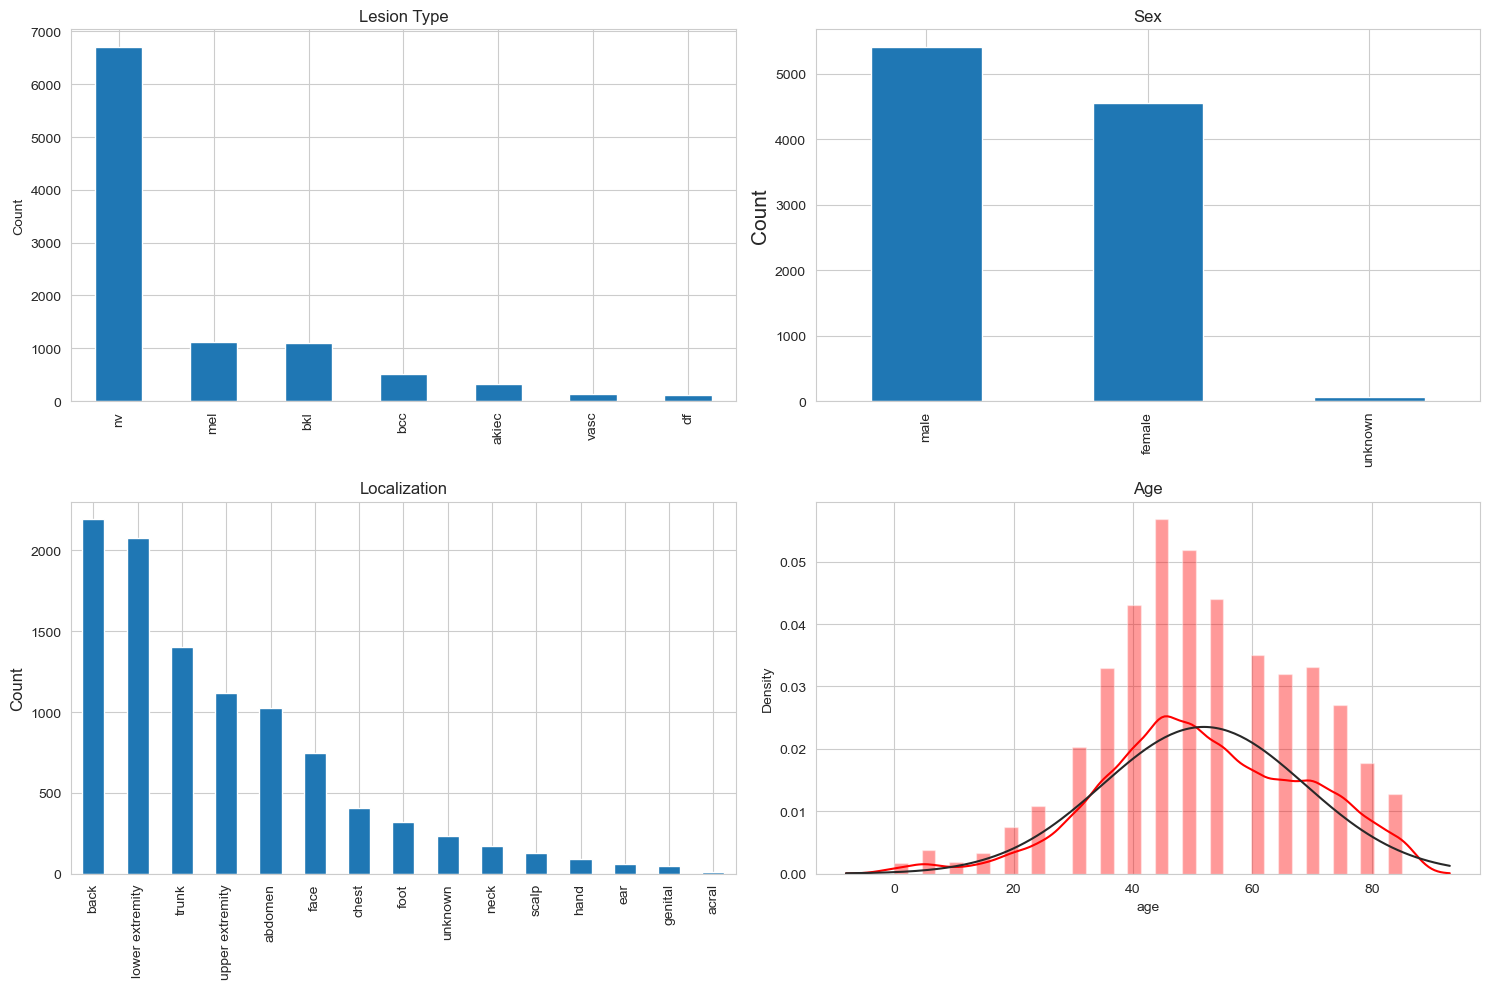 Lesion Type
7000
6000
5000
4000
3000
2000
1000
0
Count
nv
mel
bkl
bcc
akiec
vasc
df
Sex
5000
4000
3000
2000
1000
0
Count
male
female
unknown
Localization
2000
1500
1000
500
0
Count
back
lower extremity
trunk
upper extremity
abdomen
face
chest
foot
unknown
neck
scalp
hand
ear
genital
acral
Age
0.05
0.04
0.03
0.02
0.01
0.00
Density
0
20
40
60
80
age